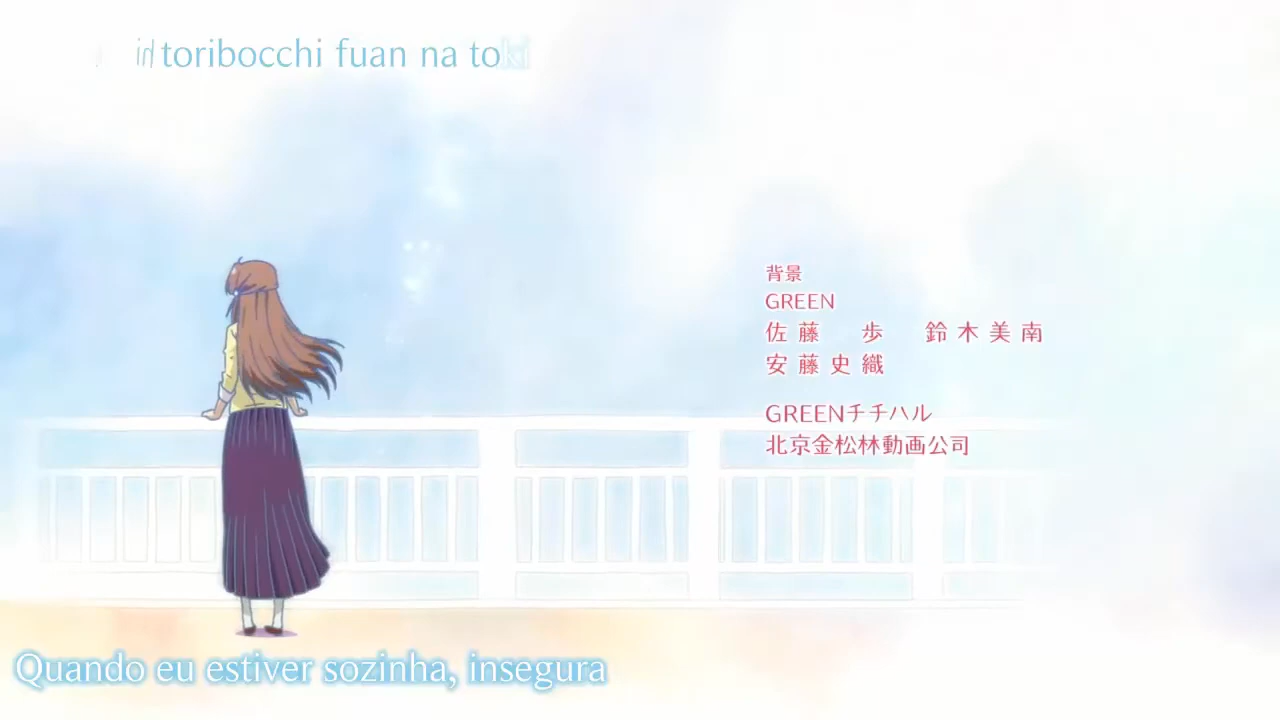 toribocchi fuan na toki
背景
GREEN
佐藤 歩 鈴木美南
安藤史織
GREENチチハル
北京金松林動画公司
Quando eu estiver sozinha, insegura